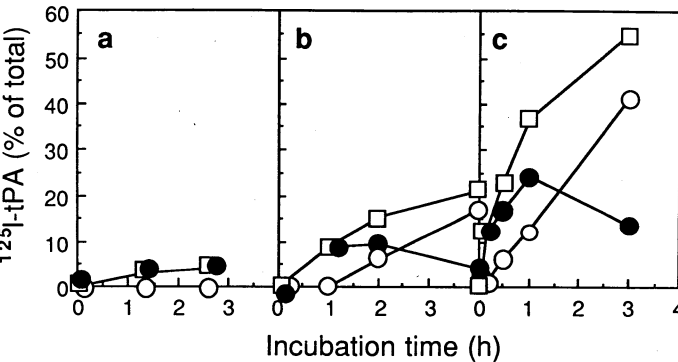 60
50
40
30
20
10
0
¹²⁵I-tPA (% of total)
a
b
c
0 1 2 3 0 1 2 3 0 1 2 3 4
Incubation time (h)